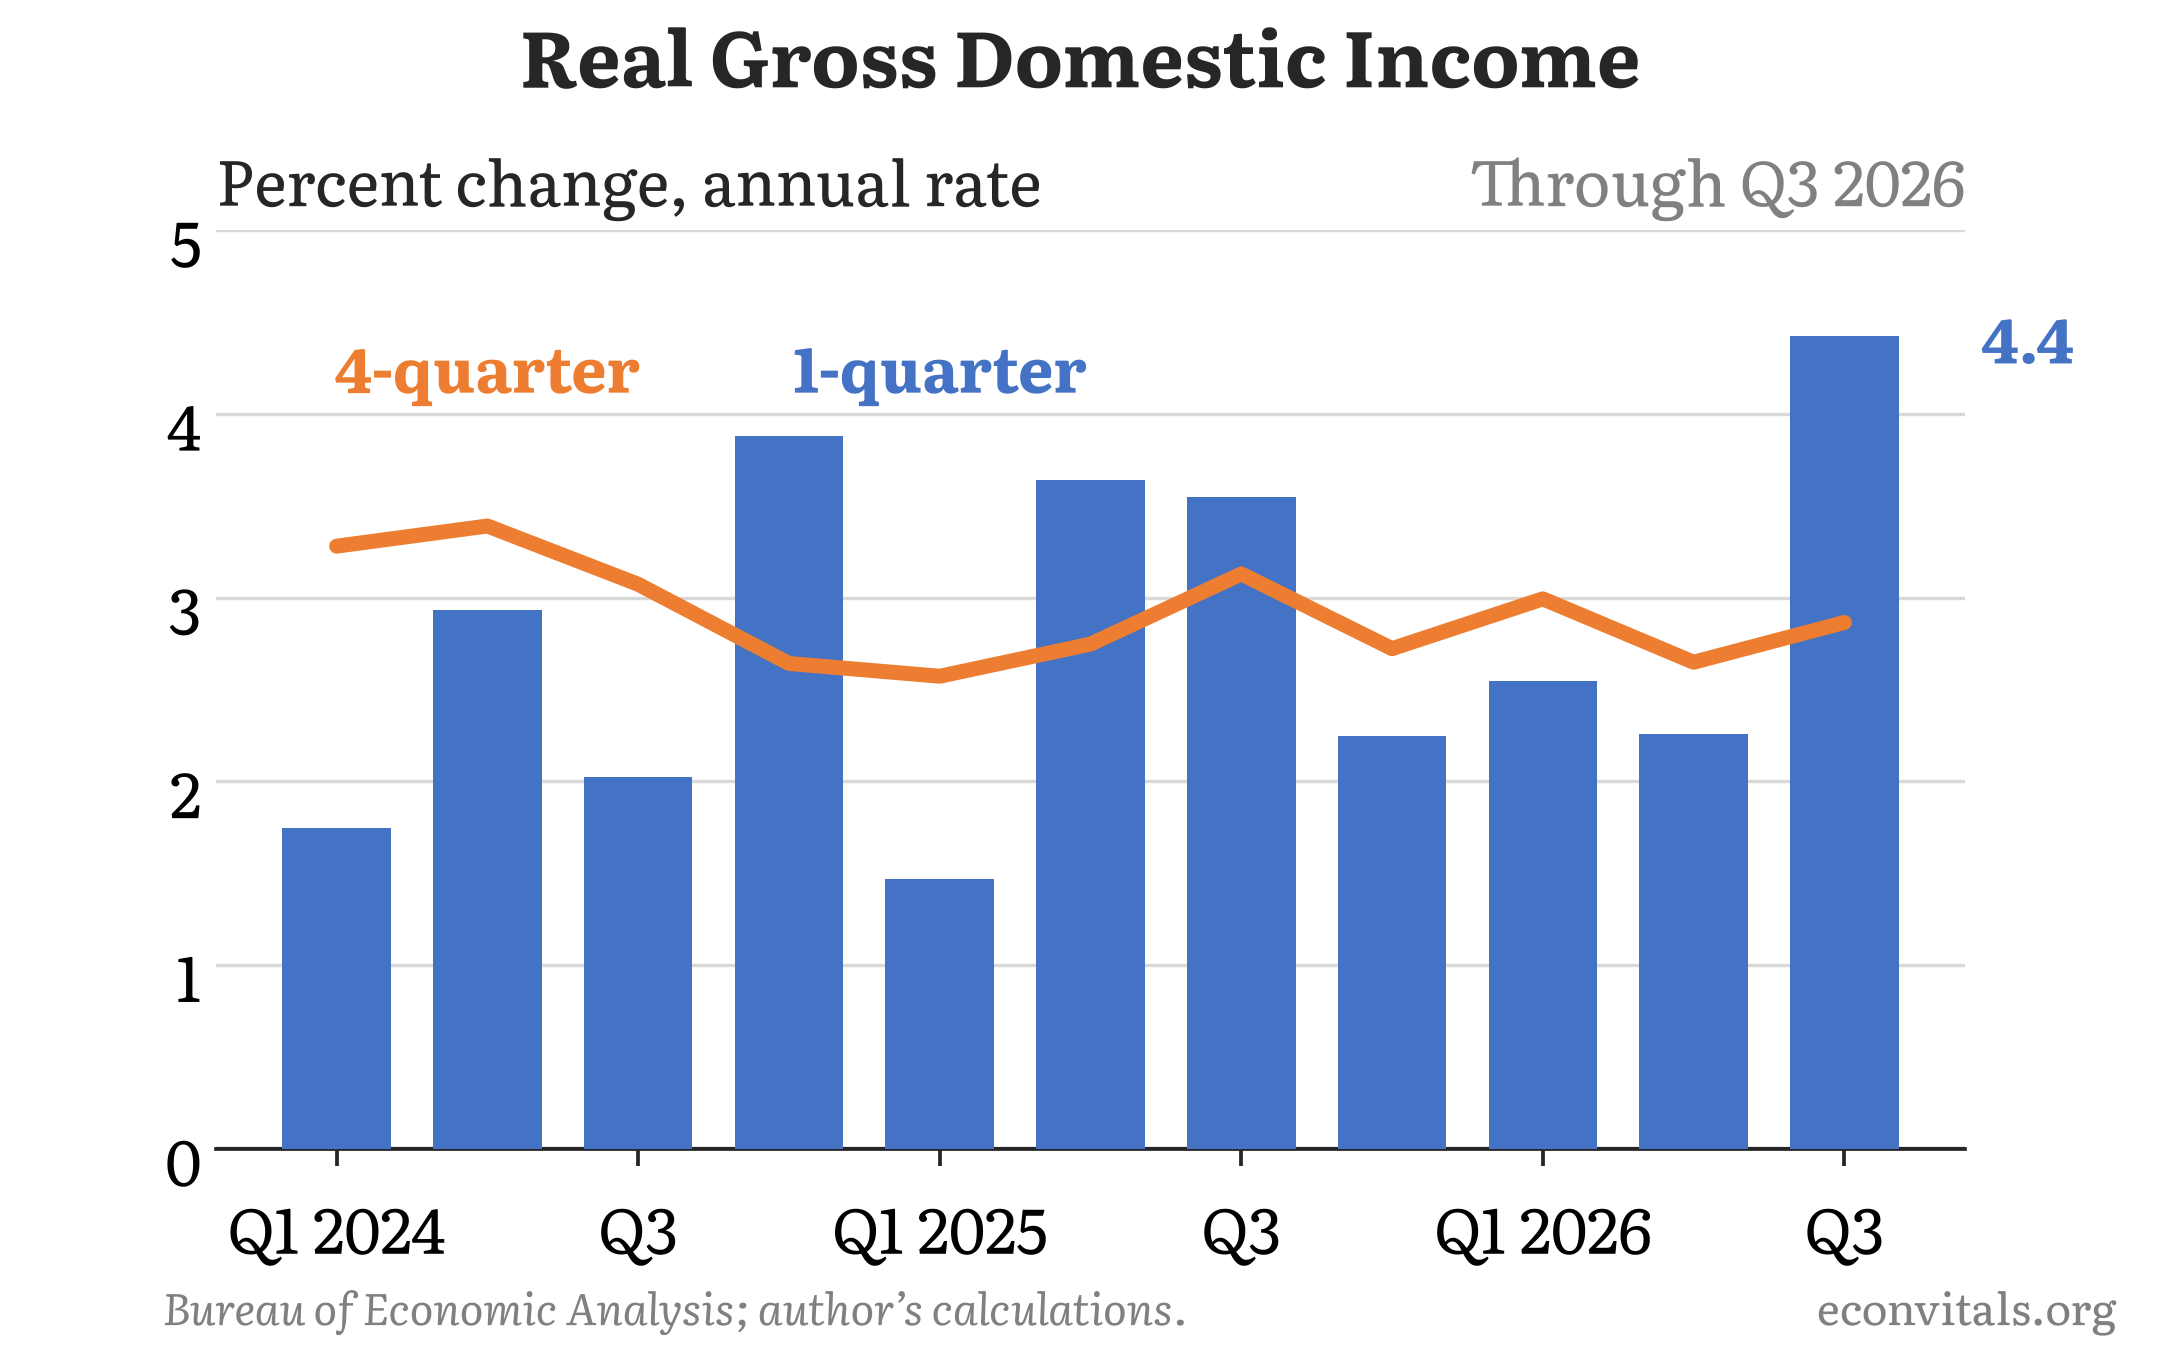 Real Gross Domestic Income
Percent change, annual rate
Through Q3 2026
5
4-quarter
1-quarter
4.4
4
3
2
1
0
Q1 2024
Q3
Q1 2025
Q3
Q1 2026
Q3
Bureau of Economic Analysis; author’s calculations.
econvitals.org